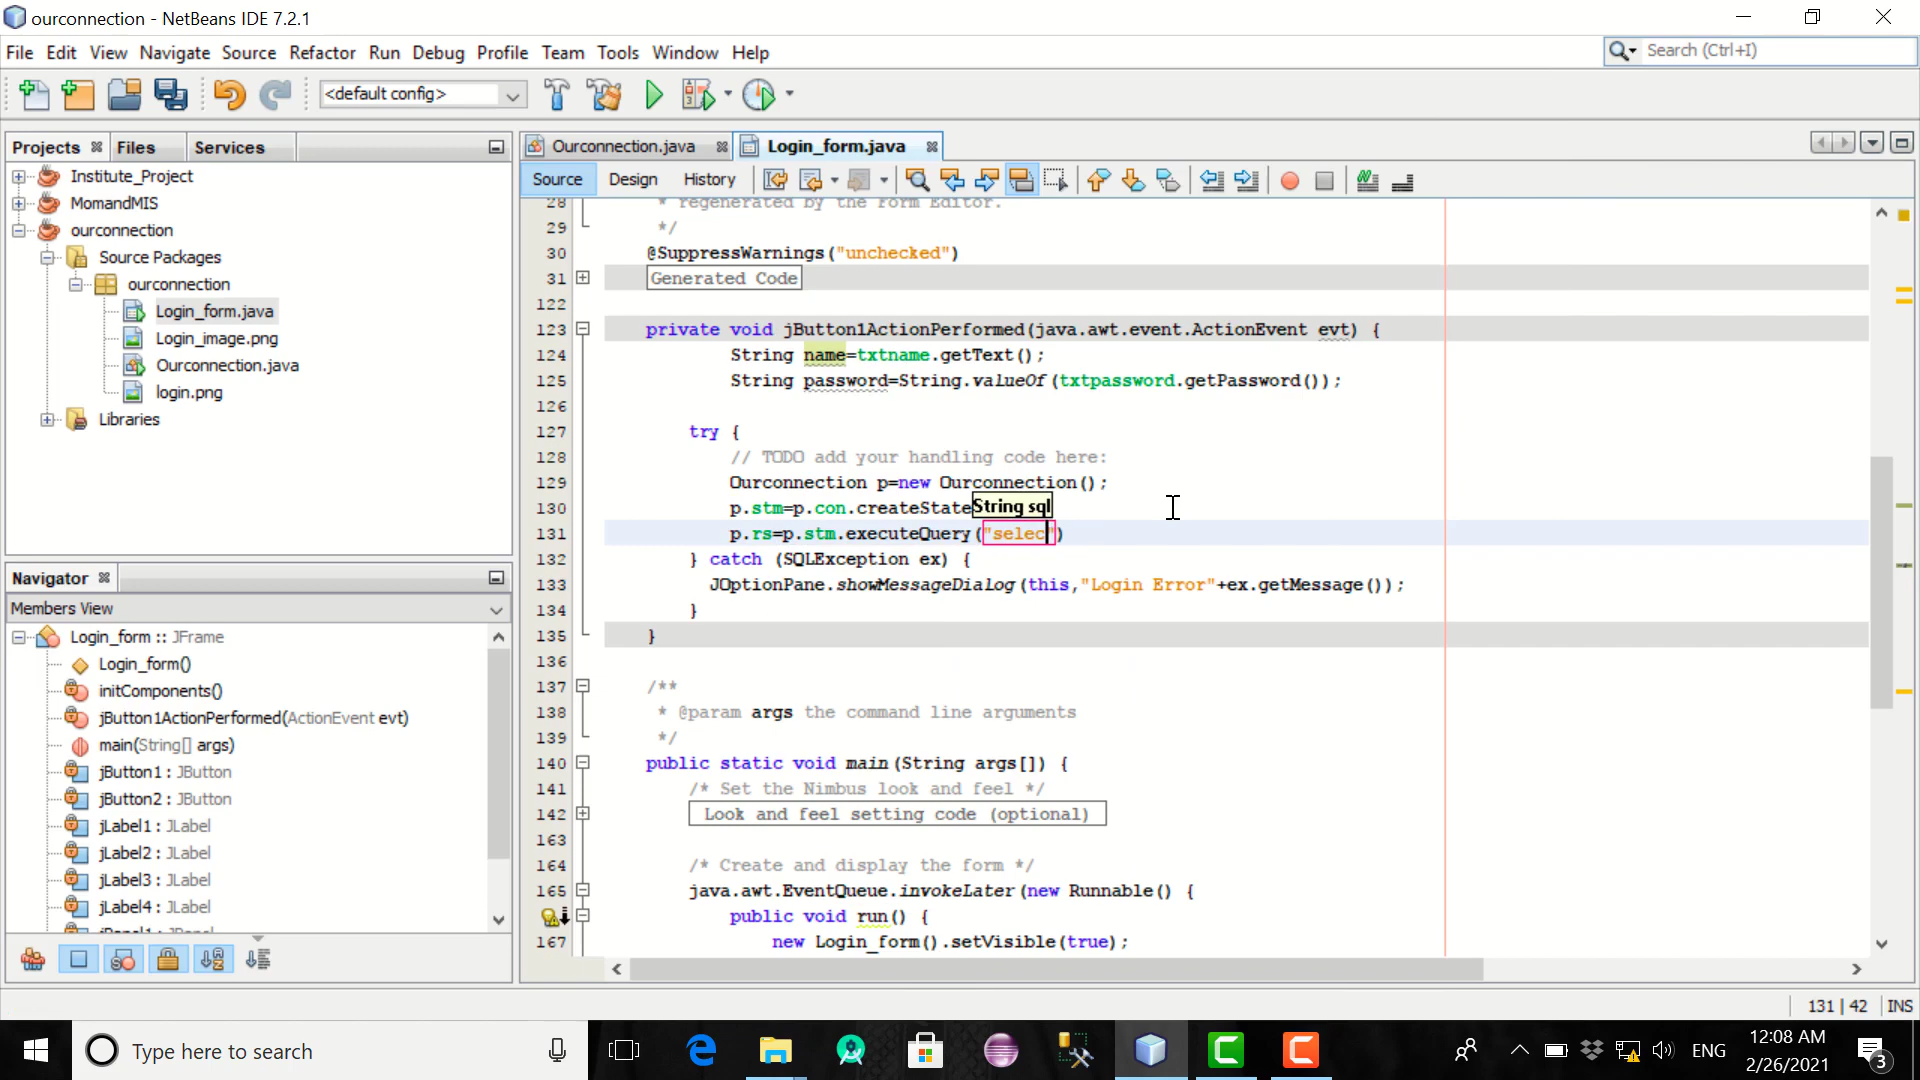 ourconnection - NetBeans IDE 7.2.1
File Edit View Navigate Source Refactor Run Debug Profile Team Tools Window Help
Search (Ctrl+I)
<default config>
Projects Files Services
Institute_Project
MomandMIS
ourconnection
Source Packages
ourconnection
Login_form.java
Login_image.png
Ourconnection.java
login.png
Libraries
Navigator
Members View
Login_form :: JFrame
Login_form()
initComponents()
jButton1ActionPerformed(ActionEvent evt)
main(String[] args)
jButton1 : JButton
jButton2 : JButton
jLabel1 : JLabel
jLabel2 : JLabel
jLabel3 : JLabel
jLabel4 : JLabel
Ourconnection.java Login_form.java
Source Design History
28 * regenerated by the Form Editor.
29 */
30 @SuppressWarnings("unchecked")
31 Generated Code
122
123 private void jButton1ActionPerformed(java.awt.event.ActionEvent evt) {
124 String name=txtname.getText();
125 String password=String.valueOf(txtpassword.getPassword());
126
127 try {
128 // TODO add your handling code here:
129 Ourconnection p=new Ourconnection();
130 p.stm=p.con.createState String sql
131 p.rs=p.stm.executeQuery("selec")
132 } catch (SQLException ex) {
133 JOptionPane.showMessageDialog(this,"Login Error"+ex.getMessage());
134 }
135 }
136
137 /**
138 * @param args the command line arguments
139 */
140 public static void main(String args[]) {
141 /* Set the Nimbus look and feel */
142 Look and feel setting code (optional)
163
164 /* Create and display the form */
165 java.awt.EventQueue.invokeLater(new Runnable() {
public void run() {
167 new Login_form().setVisible(true);
131 | 42 INS
Type here to search
ENG
12:08 AM
2/26/2021
3